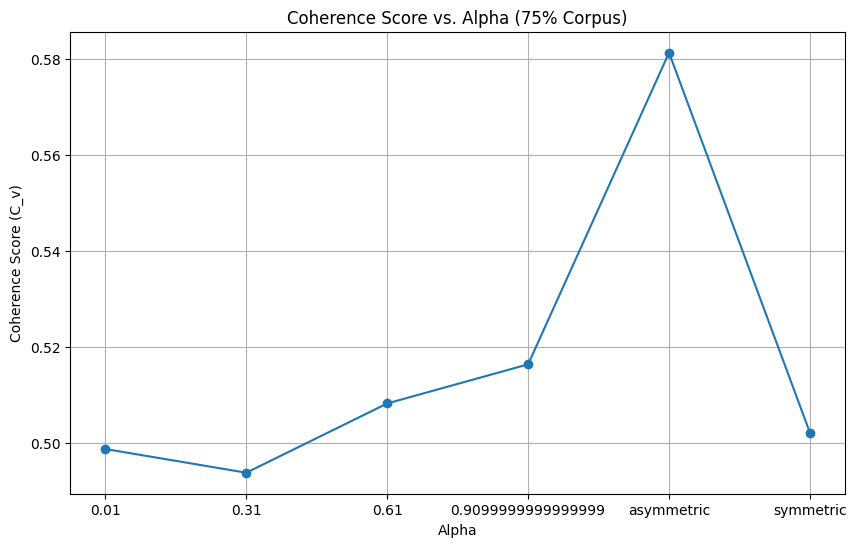 Coherence Score vs. Alpha (75% Corpus)
Coherence Score (C_v)
0.58
0.56
0.54
0.52
0.50
0.01 0.31 0.61 0.9099999999999999 asymmetric symmetric
Alpha